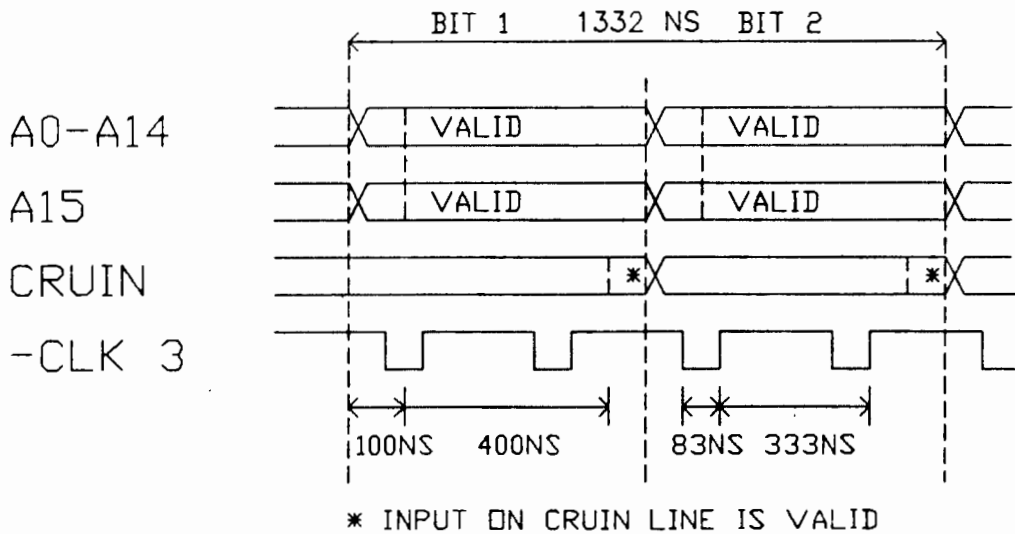 BIT 1 1332 NS BIT 2
A0-A14 VALID VALID
A15 VALID VALID
CRUIN * *
-CLK 3
100NS 400NS 83NS 333NS
* INPUT ON CRUIN LINE IS VALID